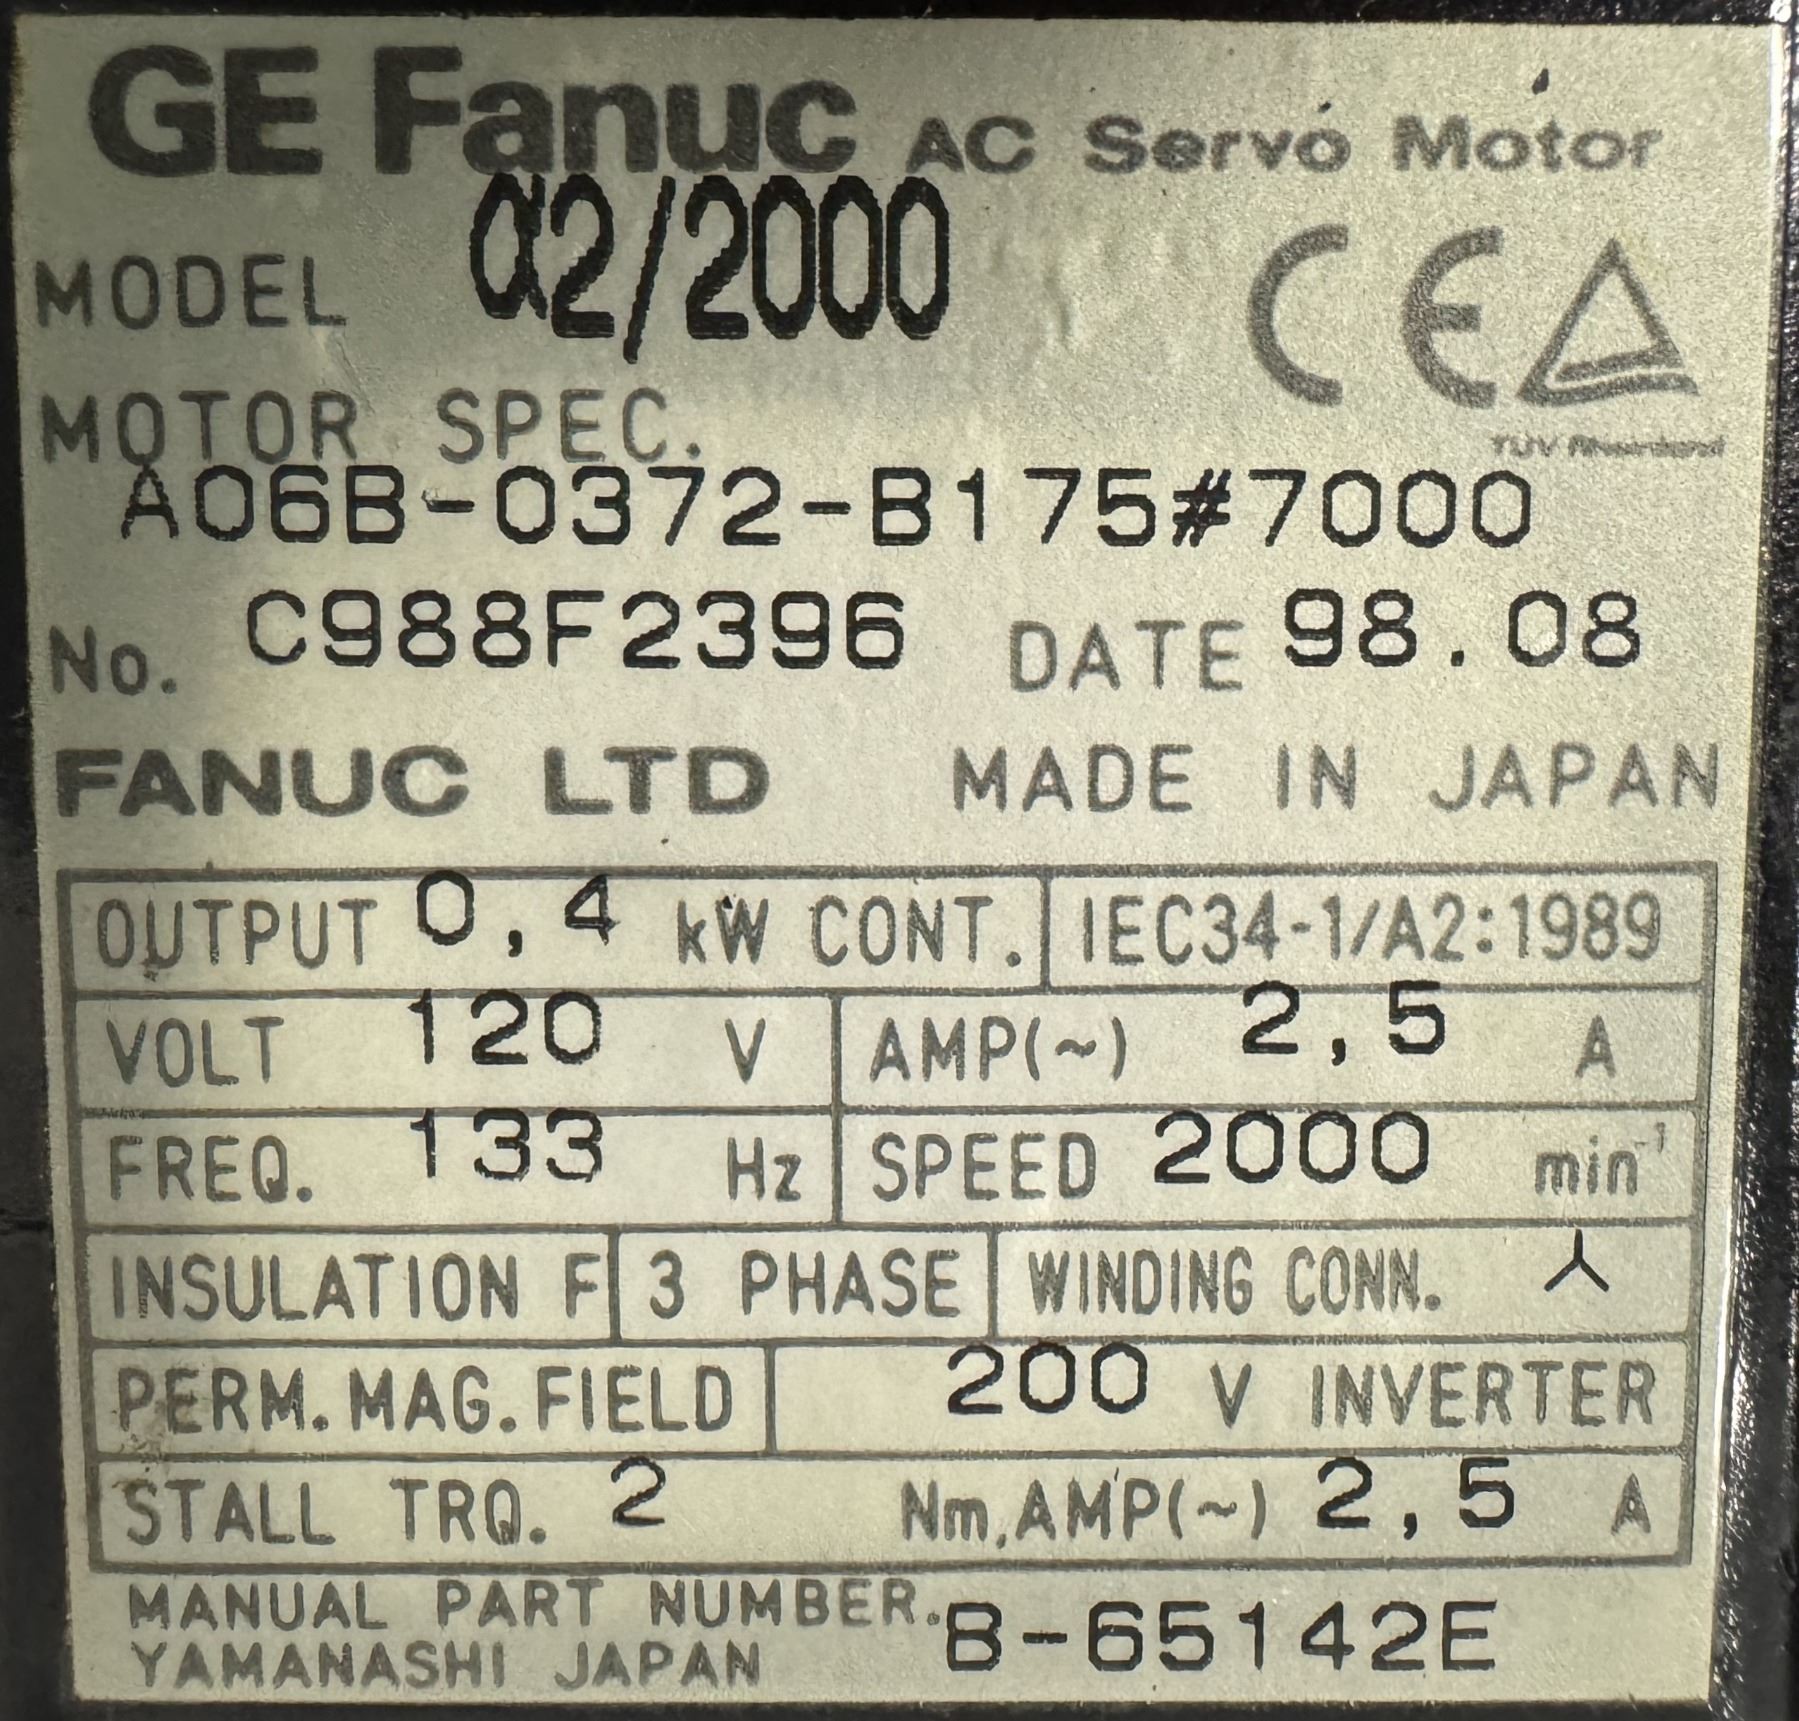 GE Fanuc AC Servo Motor
MODEL α2/2000
CE
TÜV Rheinland
MOTOR SPEC.
A06B-0372-B175#7000
No. C988F2396 DATE 98.08
FANUC LTD MADE IN JAPAN
OUTPUT 0,4 kW CONT. IEC34-1/A2:1989
VOLT 120 V AMP(~) 2,5 A
FREQ. 133 Hz SPEED 2000 min⁻¹
INSULATION F 3 PHASE WINDING CONN.
PERM.MAG.FIELD 200 V INVERTER
STALL TRQ. 2 Nm,AMP(~) 2,5 A
MANUAL PART NUMBER. B-65142E
YAMANASHI JAPAN